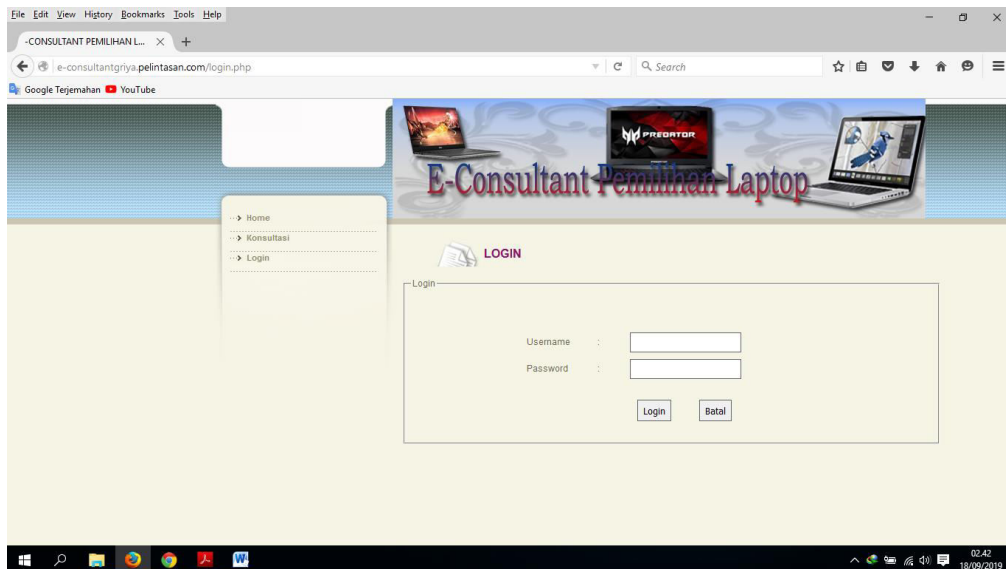 File Edit View History Bookmarks Tools Help
-CONSULTANT PEMILIHAN L...
e-consultantgriya.pelintasan.com/login.php
Search
Google Terjemahan YouTube
PREDATOR
E-Consultant Pemilihan Laptop
Home
Konsultasi
Login
LOGIN
Login
Username :
Password :
Login Batal
02.42
18/09/2019